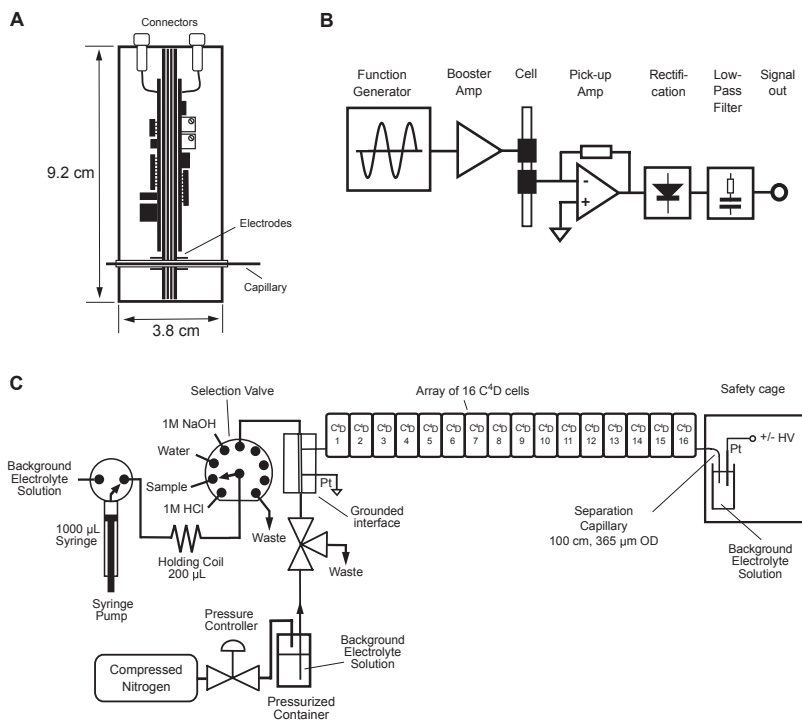 A
Connectors
9.2 cm
Electrodes
Capillary
3.8 cm
B
Function
Generator
Booster
Amp
Cell
Pick-up
Amp
Rectifi-
cation
Low-
Pass
Filter
Signal
out
-
+
C
Selection Valve
1M NaOH
Water
Sample
1M HCl
Background
Electrolyte
Solution
1000 µL
Syringe
Syringe
Pump
Holding Coil
200 µL
Waste
Pt
Grounded
interface
Waste
Pressure
Controller
Compressed
Nitrogen
Background
Electrolyte
Solution
Pressurized
Container
Array of 16 C⁴D cells
C⁴D
1
C⁴D
2
C⁴D
3
C⁴D
4
C⁴D
5
C⁴D
6
C⁴D
7
C⁴D
8
C⁴D
9
C⁴D
10
C⁴D
11
C⁴D
12
C⁴D
13
C⁴D
14
C⁴D
15
C⁴D
16
Safety cage
+/- HV
Pt
Separation
Capillary
100 cm, 365 µm OD
Background
Electrolyte
Solution